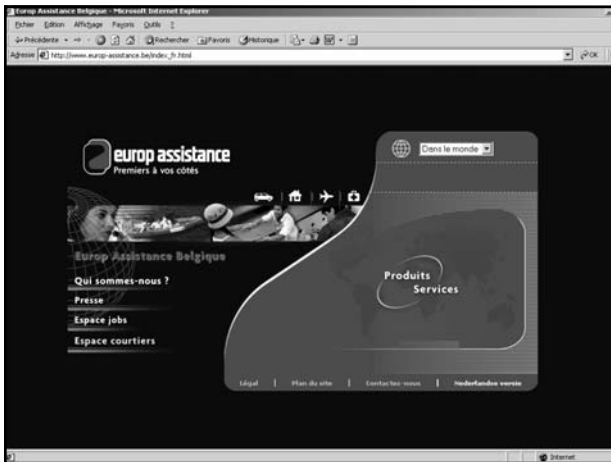 Europ Assistance Belgique - Microsoft Internet Explorer
Fichier Edition Affichage Favoris Outils ?
Précédente Rechercher Favoris Historique
Adresse http://www.europ-assistance.be/index_fr.html OK
Dans le monde
europ assistance
Premiers à vos côtés
Europ Assistance Belgique
Qui sommes-nous ?
Presse
Espace jobs
Espace courtiers
Produits
Services
Légal | Plan du site | Contactez-nous | Nederlandse versie
Internet